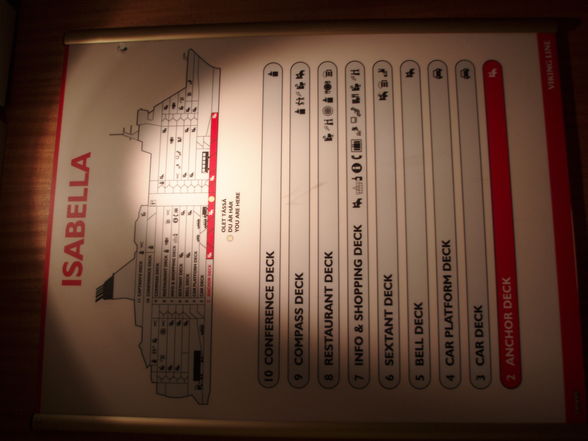 ISABELLA
VIKING LINE
OLET TÄSSÄ
DU ÄR HÄR
YOU ARE HERE
10 CONFERENCE DECK
9 COMPASS DECK
8 RESTAURANT DECK
7 INFO & SHOPPING DECK
6 SEXTANT DECK
5 BELL DECK
4 CAR PLATFORM DECK
3 CAR DECK
2 ANCHOR DECK